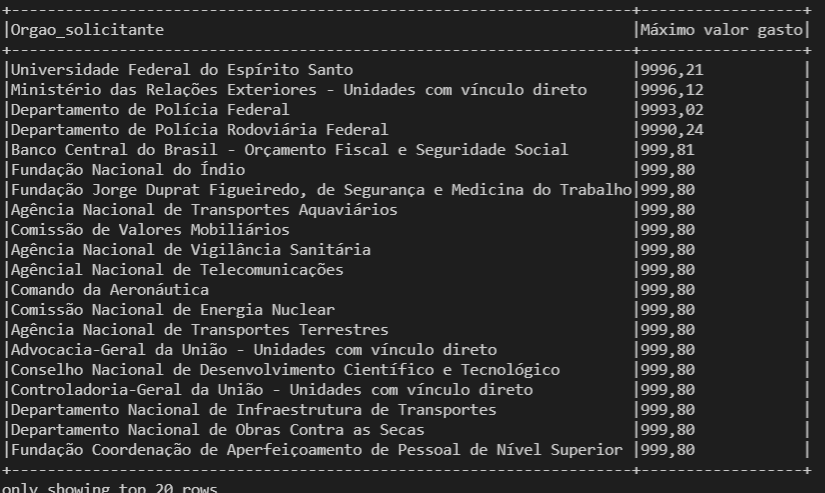 +---------------------------------------------------------------------+-------------------+
|Orgao_solicitante |Máximo valor gasto|
+---------------------------------------------------------------------+-------------------+
|Universidade Federal do Espírito Santo |9996,21 |
|Ministério das Relações Exteriores - Unidades com vínculo direto |9996,12 |
|Departamento de Polícia Federal |9993,02 |
|Departamento de Polícia Rodoviária Federal |9990,24 |
|Banco Central do Brasil - Orçamento Fiscal e Seguridade Social |999,81 |
|Fundação Nacional do Índio |999,80 |
|Fundação Jorge Duprat Figueiredo, de Segurança e Medicina do Trabalho|999,80 |
|Agência Nacional de Transportes Aquaviários |999,80 |
|Comissão de Valores Mobiliários |999,80 |
|Agência Nacional de Vigilância Sanitária |999,80 |
|Agêncial Nacional de Telecomunicações |999,80 |
|Comando da Aeronáutica |999,80 |
|Comissão Nacional de Energia Nuclear |999,80 |
|Agência Nacional de Transportes Terrestres |999,80 |
|Advocacia-Geral da União - Unidades com vínculo direto |999,80 |
|Conselho Nacional de Desenvolvimento Científico e Tecnológico |999,80 |
|Controladoria-Geral da União - Unidades com vínculo direto |999,80 |
|Departamento Nacional de Infraestrutura de Transportes |999,80 |
|Departamento Nacional de Obras Contra as Secas |999,80 |
|Fundação Coordenação de Aperfeiçoamento de Pessoal de Nível Superior |999,80 |
+---------------------------------------------------------------------+-------------------+
only showing top 20 rows